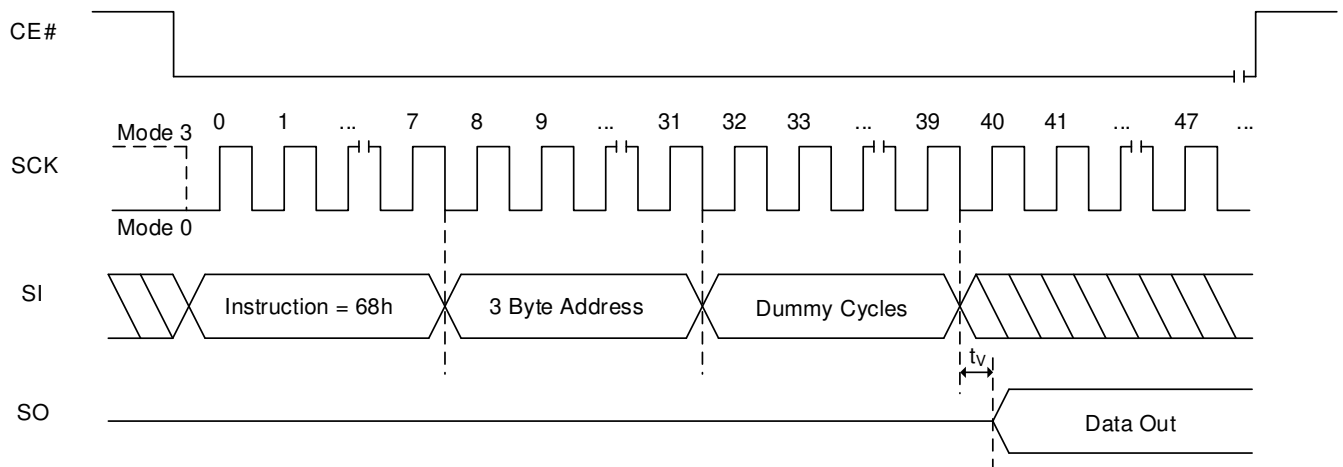 CE#
Mode 3 0 1 ... 7 8 9 ... 31 32 33 ... 39 40 41 ... 47 ...
SCK
Mode 0
SI Instruction = 68h 3 Byte Address Dummy Cycles
tV
SO Data Out